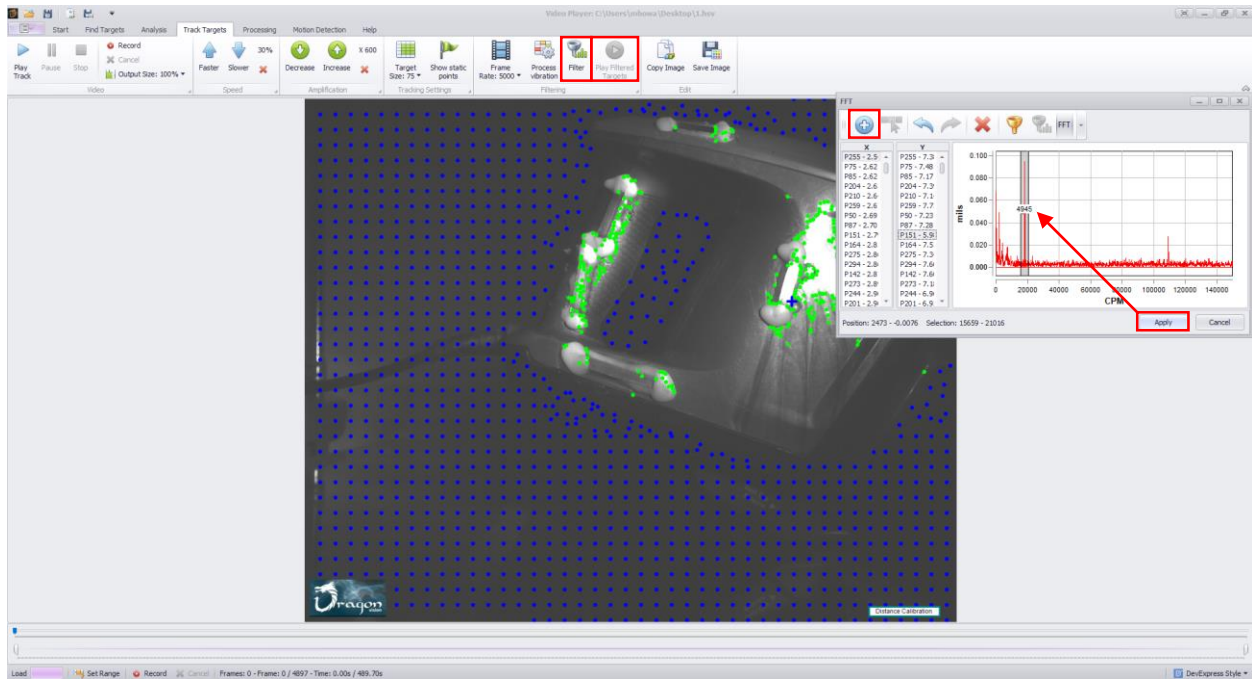 Video Player: C:\Users\mhowa\Desktop\1.hsv
Start Find Targets Analysis Track Targets Processing Motion Detection Help
Play Track
Pause
Stop
Record
Cancel
Output Size: 100%
Video
Faster
Slower
30%
Speed
Decrease
Increase
X 600
Amplification
Target Size: 75
Show static points
Tracking Settings
Frame Rate: 5000
Process vibration
Filter
Play Filtered Targets
Filtering
Copy Image
Save Image
Edit
FFT
FFT
X Y
P255 - 2.5 P255 - 7.3
P75 - 2.62 P75 - 7.48
P85 - 2.62 P85 - 7.17
P204 - 2.6 P204 - 7.3
P210 - 2.6 P210 - 7.1
P259 - 2.6 P259 - 7.7
P50 - 2.69 P50 - 7.23
P87 - 2.70 P87 - 7.28
P151 - 2.7 P151 - 5.9
P164 - 2.8 P164 - 7.5
P275 - 2.8 P275 - 7.3
P294 - 2.8 P294 - 7.6
P142 - 2.8 P142 - 7.6
P273 - 2.8 P273 - 7.1
P244 - 2.9 P244 - 6.9
P201 - 2.9 P201 - 6.9
mils
0.100
0.080
0.060
0.040
0.020
0.000
4945
0 20000 40000 60000 80000 100000 120000 140000
CPM
Position: 2473 - -0.0076 Selection: 15659 - 21016
Apply
Cancel
Dragon
Distance Calibration
Load Set Range Record Cancel Frames: 0 - Frame: 0 / 4897 - Time: 0.00s / 489.70s
DevExpress Style